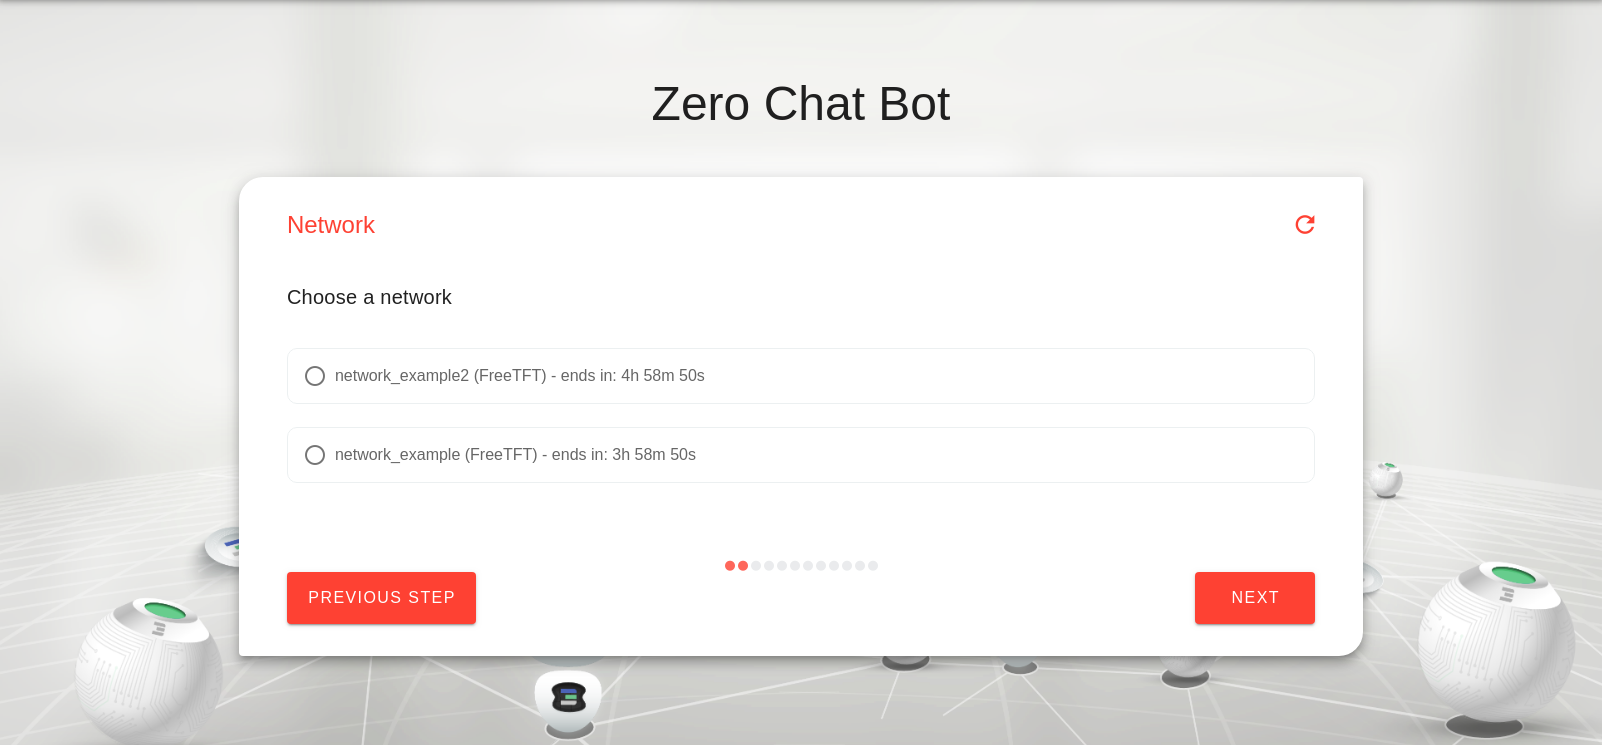 Zero Chat Bot
Network
Choose a network
network_example2 (FreeTFT) - ends in: 4h 58m 50s
network_example (FreeTFT) - ends in: 3h 58m 50s
PREVIOUS STEP
NEXT